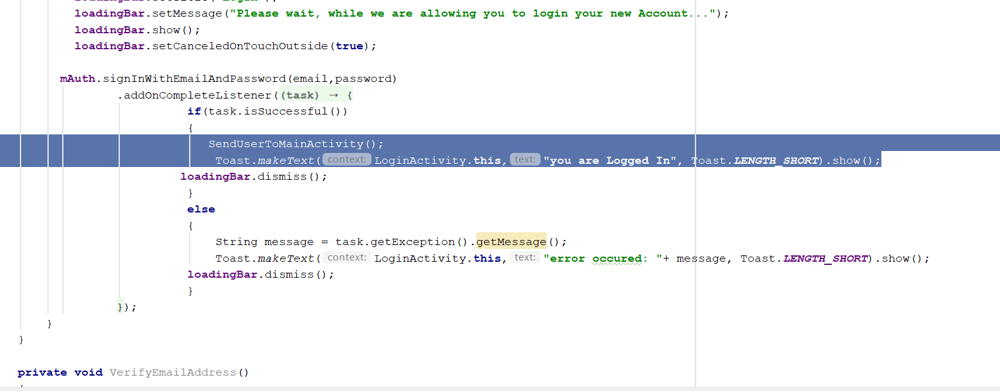 loadingBar.setMessage("Please wait, while we are allowing you to login your new Account...");
loadingBar.show();
loadingBar.setCanceledOnTouchOutside(true);
mAuth.signInWithEmailAndPassword(email,password)
.addOnCompleteListener((task) → {
if(task.isSuccessful())
{
SendUserToMainActivity();
Toast.makeText( context: LoginActivity.this, text: "you are Logged In", Toast.LENGTH_SHORT).show();
loadingBar.dismiss();
}
else
{
String message = task.getException().getMessage();
Toast.makeText( context: LoginActivity.this, text: "error occured: "+ message, Toast.LENGTH_SHORT).show();
loadingBar.dismiss();
}
});
}
}
private void VerifyEmailAddress()